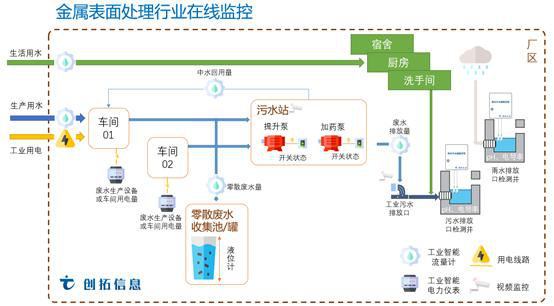 金属表面处理行业在线监控
生活用水
宿舍
厨房
洗手间
厂区
中水回用量
污水站
生产用水
车间
01
提升泵
加药泵
废水
排放量
工业用电
车间
02
开关状态
开关状态
pH、电导率
雨水排放
口检测井
废水生产设备
或车间用电量
零散废水量
工业污水
排放口
pH、电导率
污水排放
口检测井
废水生产设备
或车间用电量
零散废水
收集池/罐
液位计
工业智能
流量计
用电线路
创拓信息
工业智能
电力仪表
视频监控